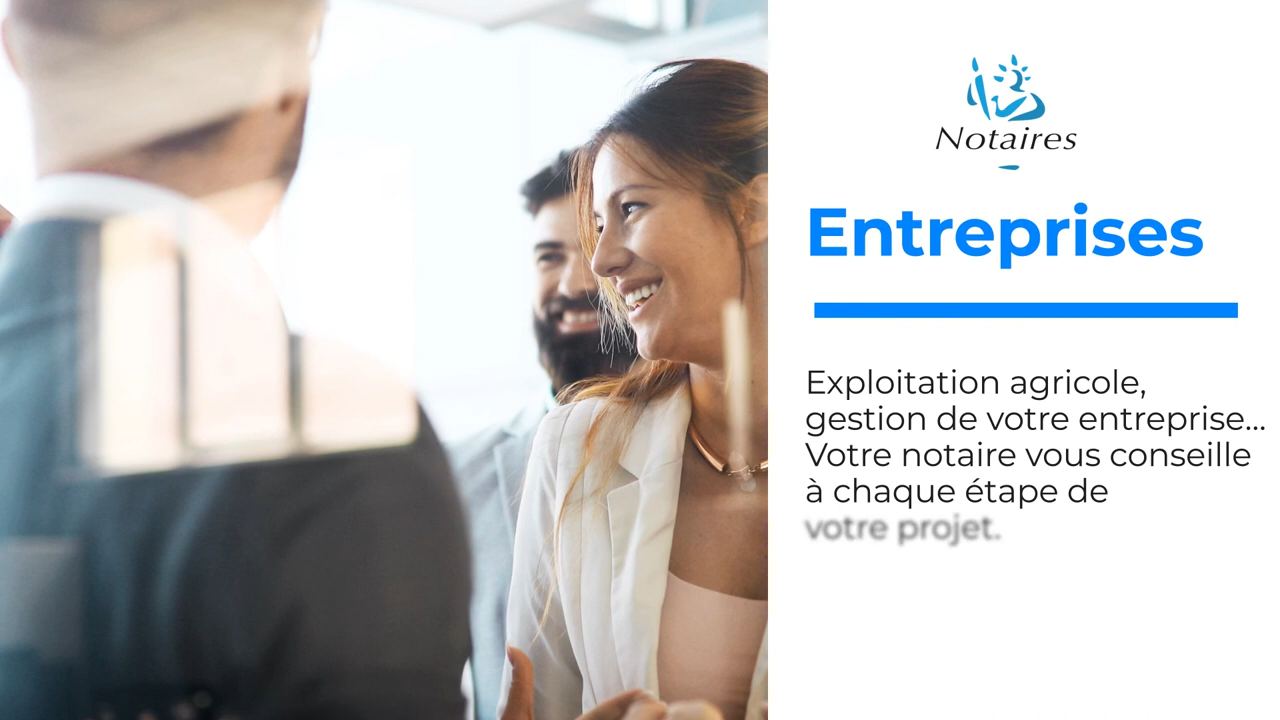 Notaires
Entreprises
Exploitation agricole,
gestion de votre entreprise...
Votre notaire vous conseille
à chaque étape de
votre projet.